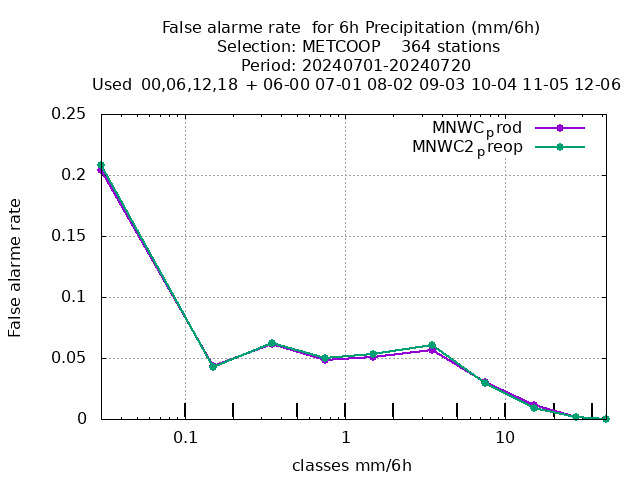 False alarme rate  for 6h Precipitation (mm/6h)
Selection: METCOOP    364 stations
Period: 20240701-20240720
Used  00,06,12,18  + 06-00 07-01 08-02 09-03 10-04 11-05 12-06
MNWCprod
MNWC2preop
0.25
0.2
0.15
0.1
0.05
0
False alarme rate
0.1 1 10
classes mm/6h